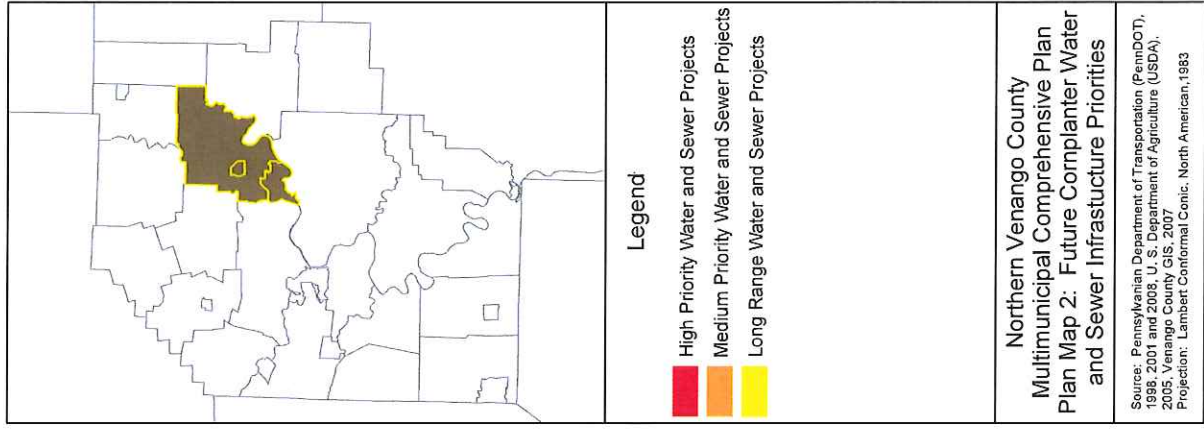 Legend
High Priority Water and Sewer Projects
Medium Priority Water and Sewer Projects
Long Range Water and Sewer Projects
Northern Venango County
Multimunicipal Comprehensive Plan
Plan Map 2: Future Cornplanter Water
and Sewer Infrastucture Priorities
Source: Pennsylvanian Department of Transportation (PennDOT),
1998, 2001 and 2008, U. S. Department of Agriculture (USDA),
2005, Venango County GIS, 2007
Projection: Lambert Conformal Conic, North American,1983